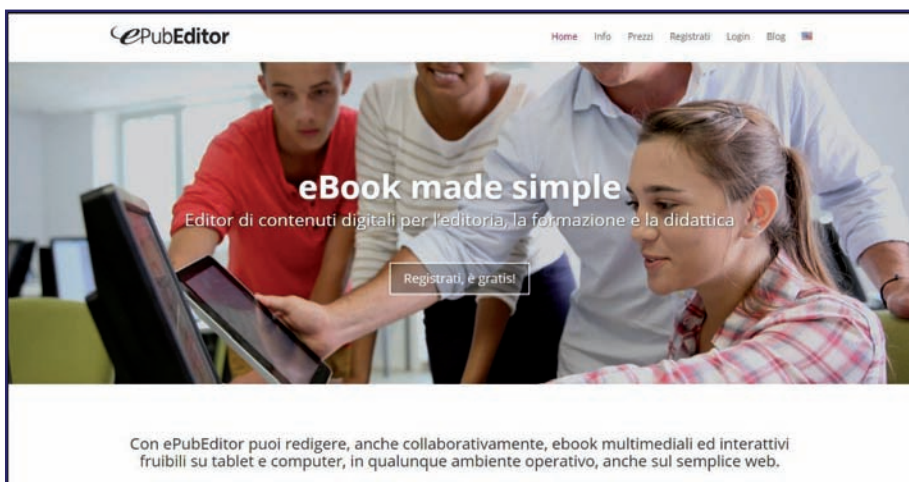 ePubEditor
Home Info Prezzi Registrati Login Blog
eBook made simple
Editor di contenuti digitali per l'editoria, la formazione e la didattica
Registrati, è gratis!
Con ePubEditor puoi redigere, anche collaborativamente, ebook multimediali ed interattivi
fruibili su tablet e computer, in qualunque ambiente operativo, anche sul semplice web.